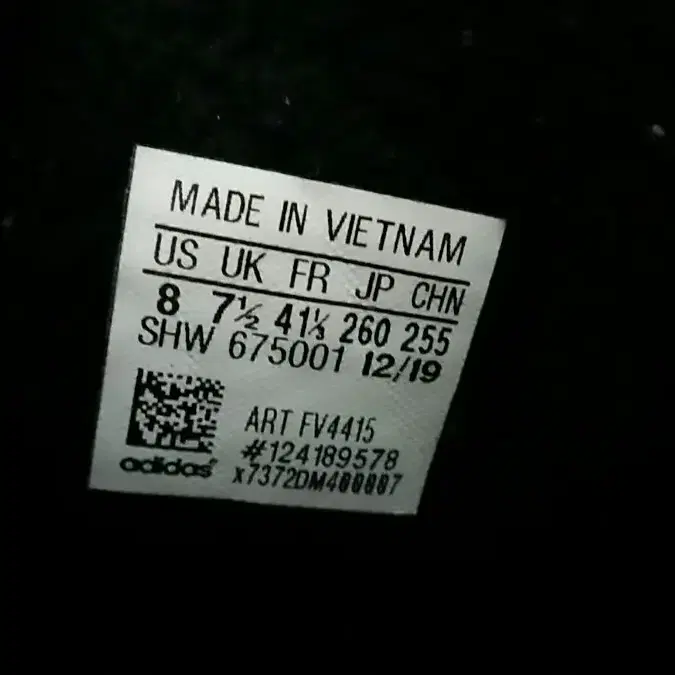 MADE IN VIETNAM
US UK FR JP CHN
8 7½ 41⅓ 260 255
SHW 675001 12/19
ART FV4415
#124189578
adidas x7372DM400007